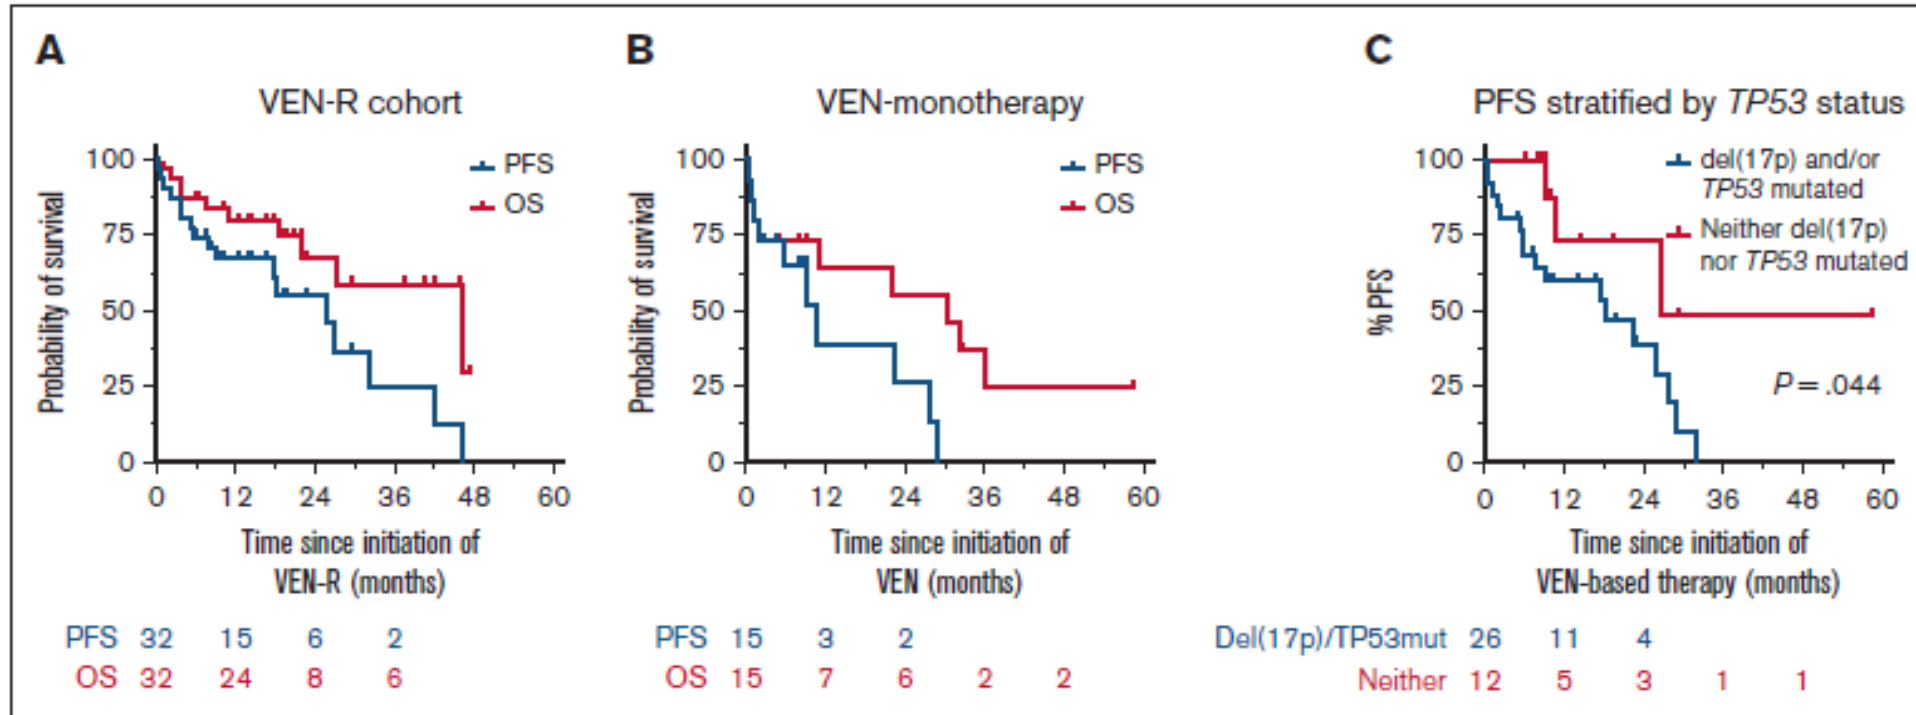 A
VEN-R cohort
PFS
OS
Probability of survival
100
75
50
25
0
0 12 24 36 48 60
Time since initiation of
VEN-R (months)
PFS 32 15 6 2
OS 32 24 8 6
B
VEN-monotherapy
PFS
OS
Probability of survival
100
75
50
25
0
0 12 24 36 48 60
Time since initiation of
VEN (months)
PFS 15 3 2
OS 15 7 6 2 2
C
PFS stratified by TP53 status
del(17p) and/or
TP53 mutated
Neither del(17p)
nor TP53 mutated
% PFS
100
75
50
25
0
P = .044
0 12 24 36 48 60
Time since initiation of
VEN-based therapy (months)
Del(17p)/TP53mut 26 11 4
Neither 12 5 3 1 1